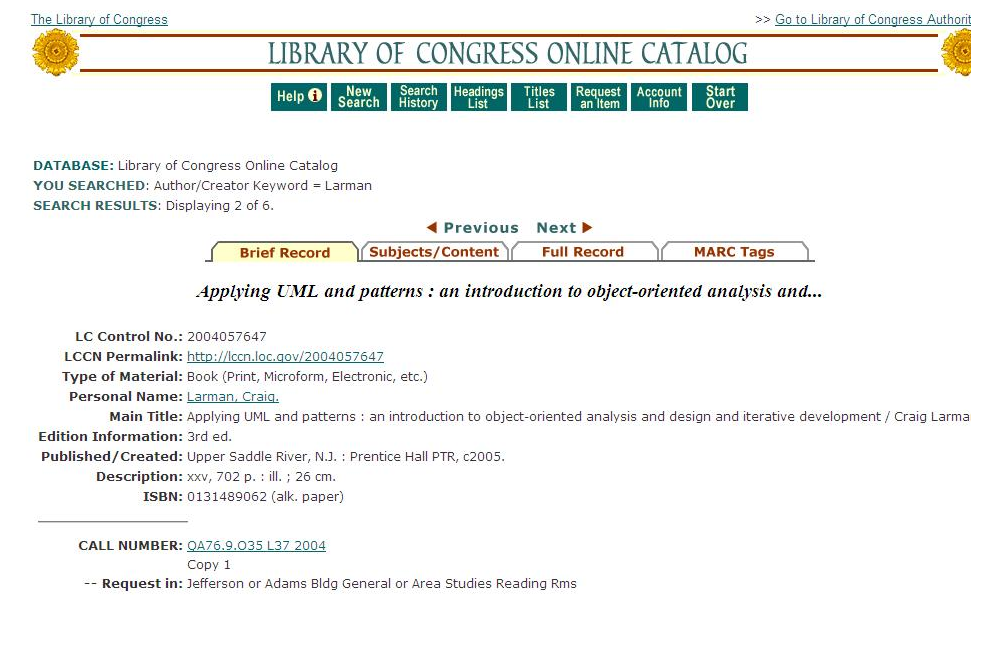 The Library of Congress >> Go to Library of Congress Authorit
LIBRARY OF CONGRESS ONLINE CATALOG
Help i New Search Search History Headings List Titles List Request an Item Account Info Start Over
DATABASE: Library of Congress Online Catalog
YOU SEARCHED: Author/Creator Keyword = Larman
SEARCH RESULTS: Displaying 2 of 6.
Previous Next
Brief Record Subjects/Content Full Record MARC Tags
Applying UML and patterns : an introduction to object-oriented analysis and...
LC Control No.: 2004057647
LCCN Permalink: http://lccn.loc.gov/2004057647
Type of Material: Book (Print, Microform, Electronic, etc.)
Personal Name: Larman, Craig.
Main Title: Applying UML and patterns : an introduction to object-oriented analysis and design and iterative development / Craig Larma
Edition Information: 3rd ed.
Published/Created: Upper Saddle River, N.J. : Prentice Hall PTR, c2005.
Description: xxv, 702 p. : ill. ; 26 cm.
ISBN: 0131489062 (alk. paper)
CALL NUMBER: QA76.9.O35 L37 2004
Copy 1
-- Request in: Jefferson or Adams Bldg General or Area Studies Reading Rms